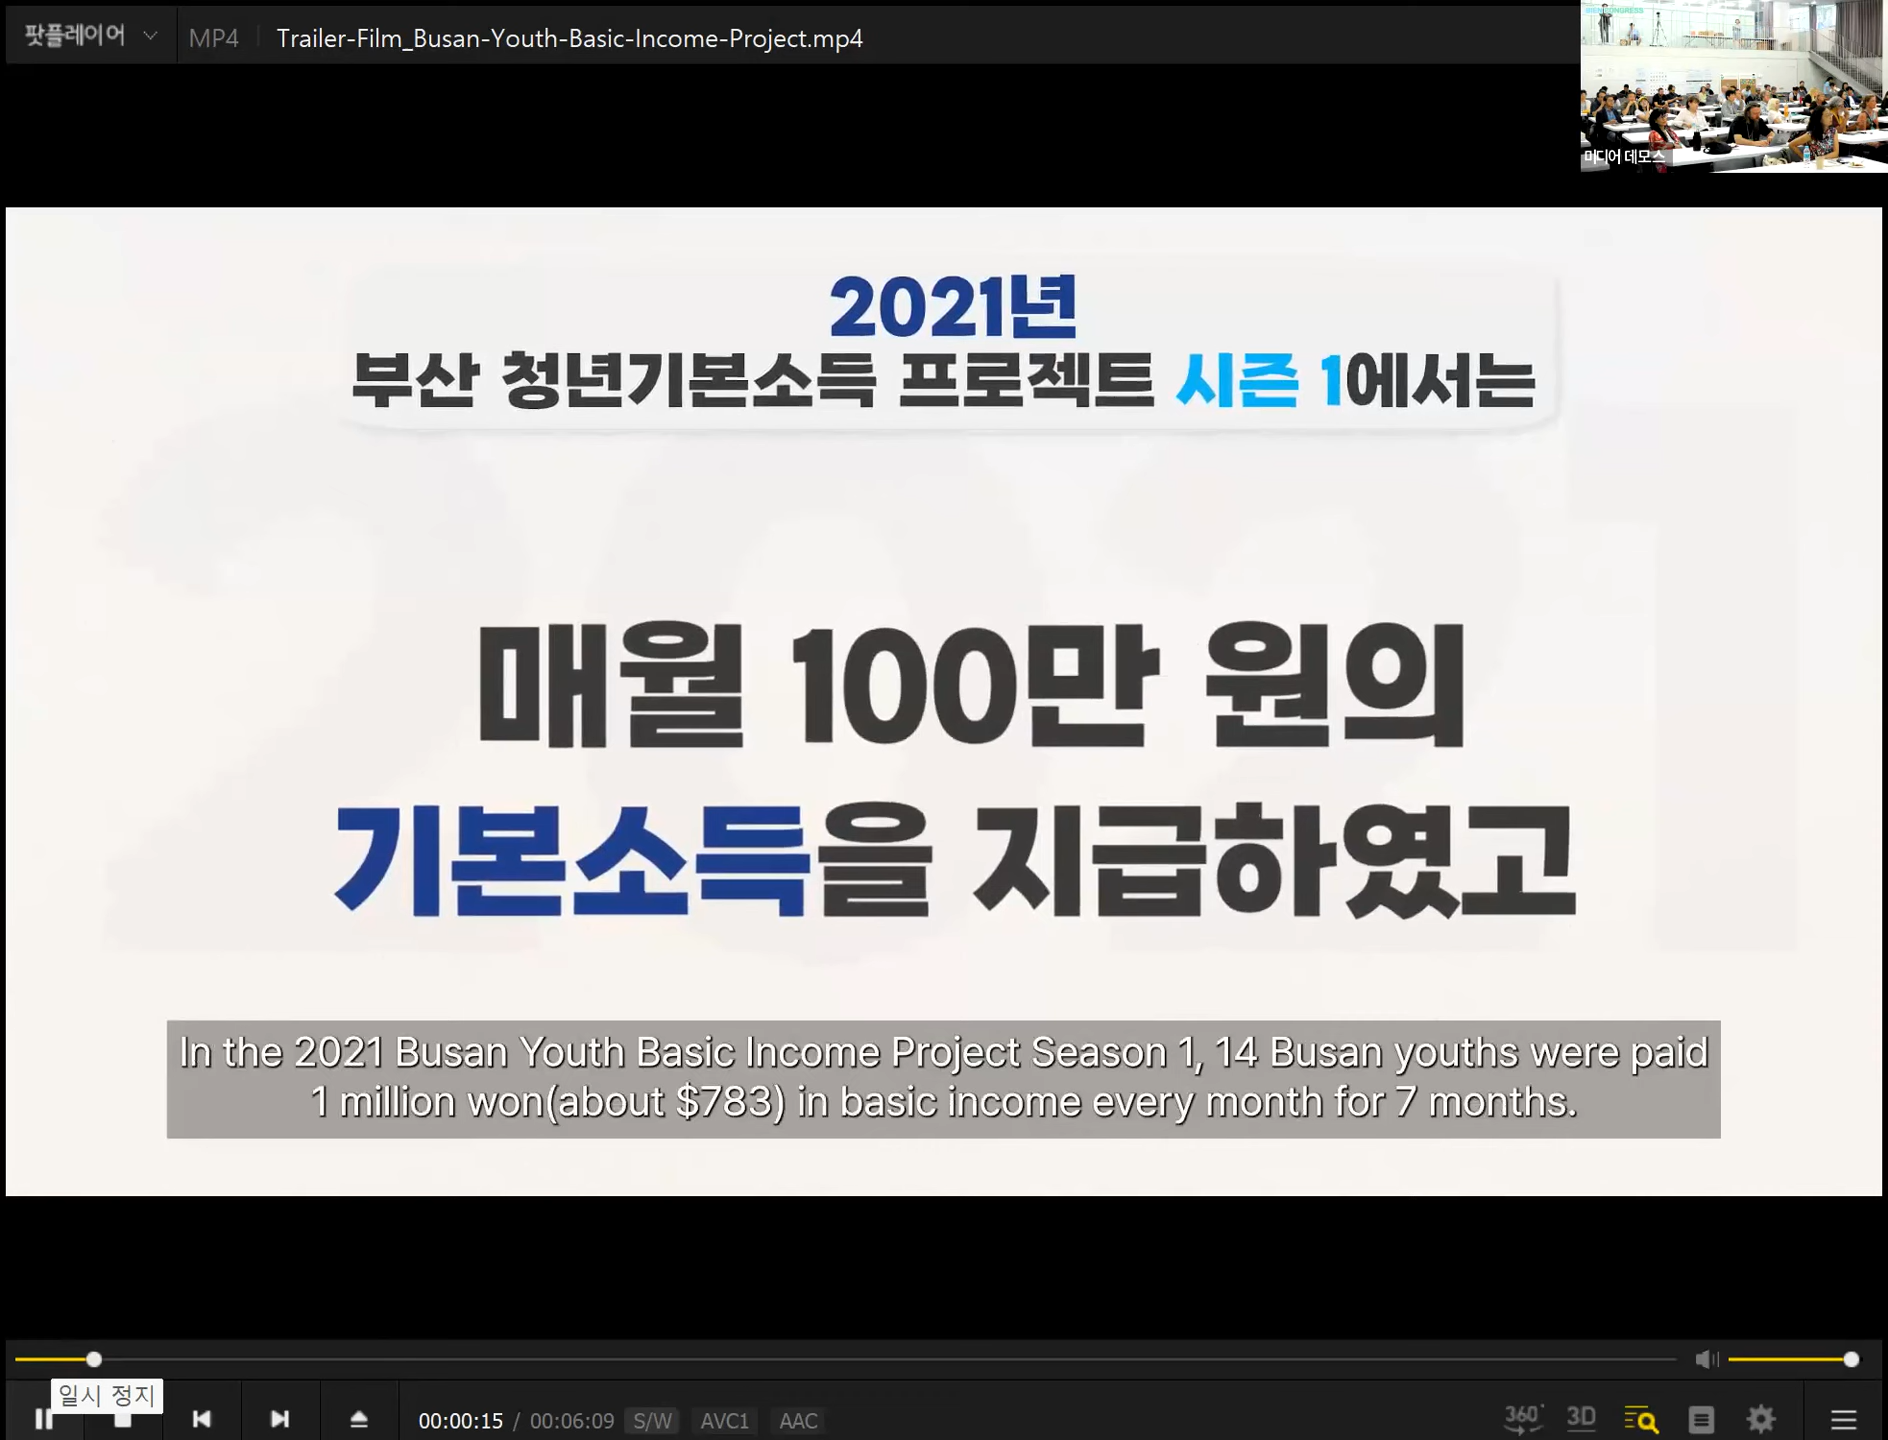 팟플레이어 MP4 Trailer-Film_Busan-Youth-Basic-Income-Project.mp4
BIEN CONGRESS
미디어 데모스
2021년
부산 청년기본소득 프로젝트 시즌 1에서는
매월 100만 원의
기본소득을 지급하였고
In the 2021 Busan Youth Basic Income Project Season 1, 14 Busan youths were paid
1 million won(about $783) in basic income every month for 7 months.
일시 정지
00:00:15 / 00:06:09 S/W AVC1 AAC 360° 3D